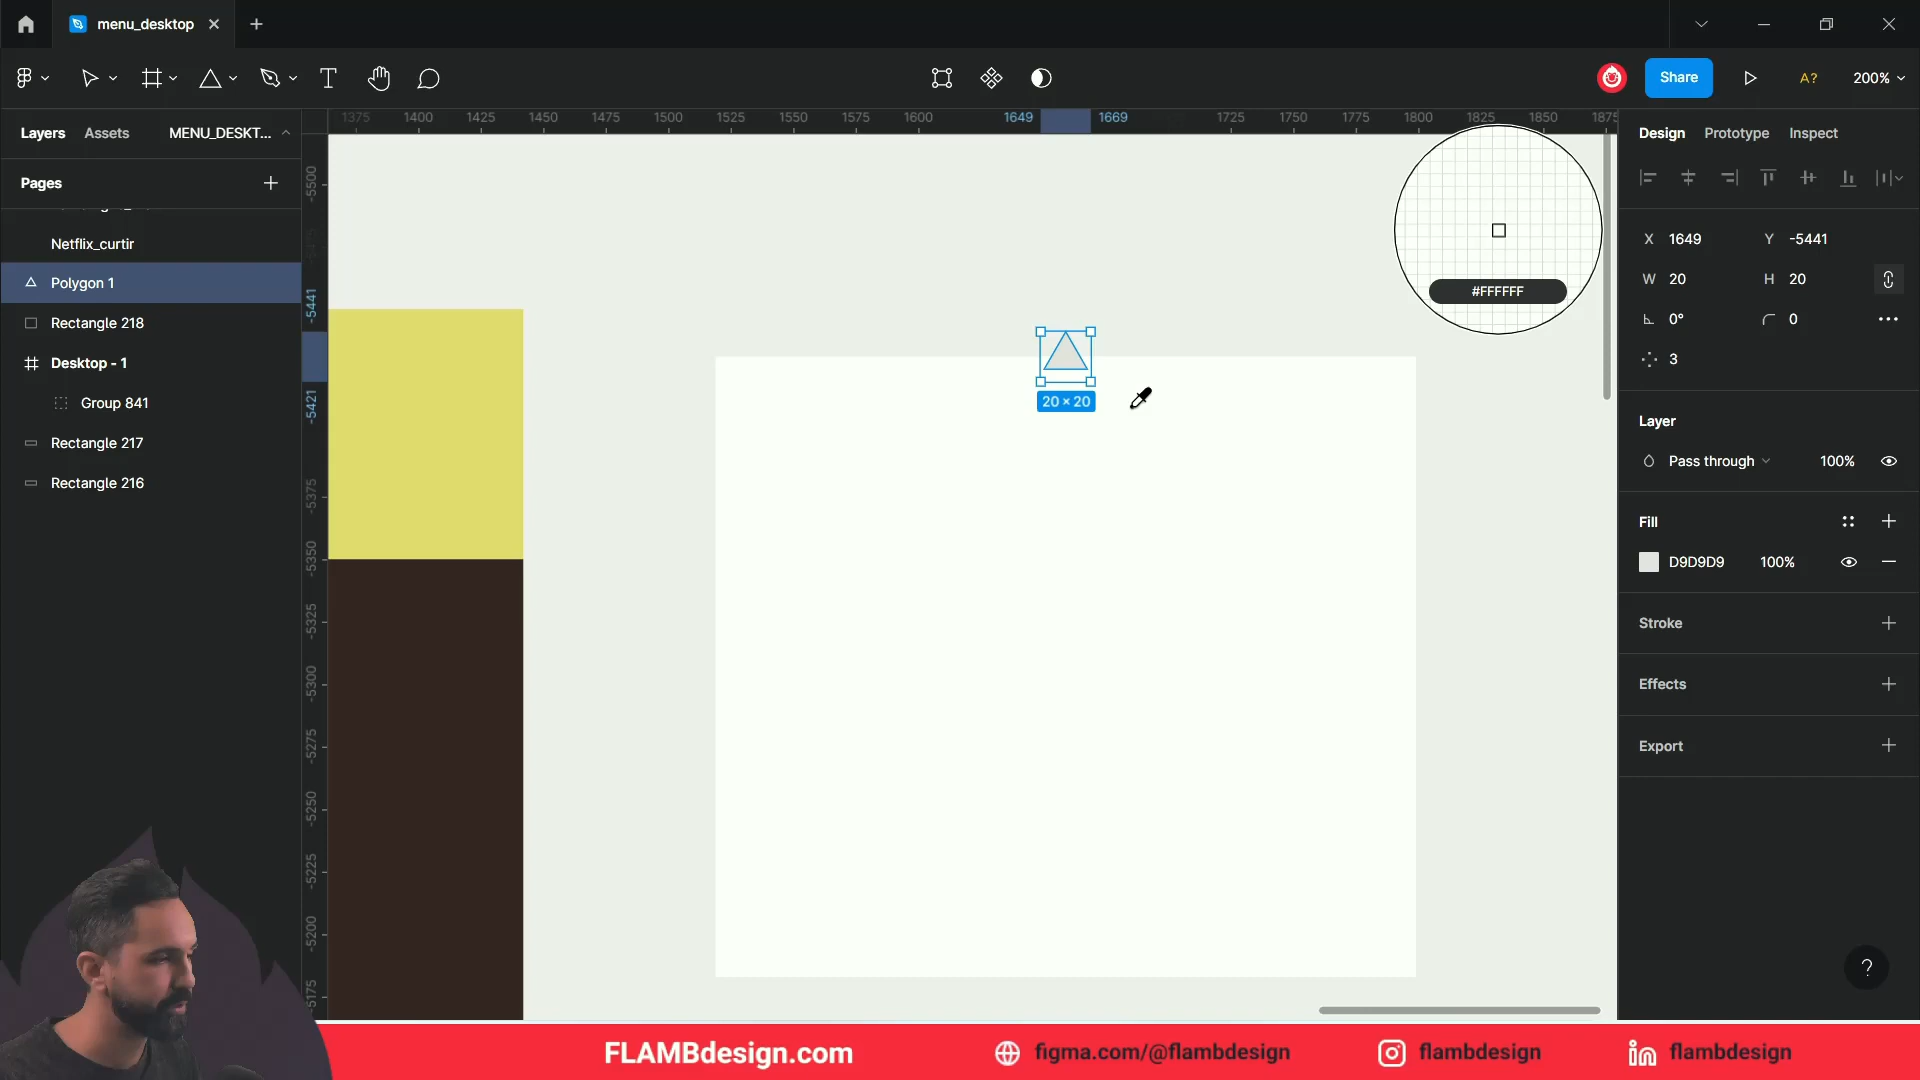 menu_desktop
Share
A?
200%
Layers
Assets
MENU_DESKT...
Pages
Netflix_curtir
Polygon 1
Rectangle 218
Desktop - 1
Group 841
Rectangle 217
Rectangle 216
1375 1400 1425 1450 1475 1500 1525 1550 1575 1600 1649 1669 1725 1750 1775 1800 1825 1850 1875
-5500
-5441
-5421
-5375
-5350
-5325
-5300
-5275
-5250
-5225
-5200
-5175
20 × 20
#FFFFFF
Design
Prototype
Inspect
X 1649
Y -5441
W 20
H 20
0°
0
3
Layer
Pass through
100%
Fill
D9D9D9
100%
Stroke
Effects
Export
?
FLAMBdesign.com
figma.com/@flambdesign
flambdesign
in flambdesign